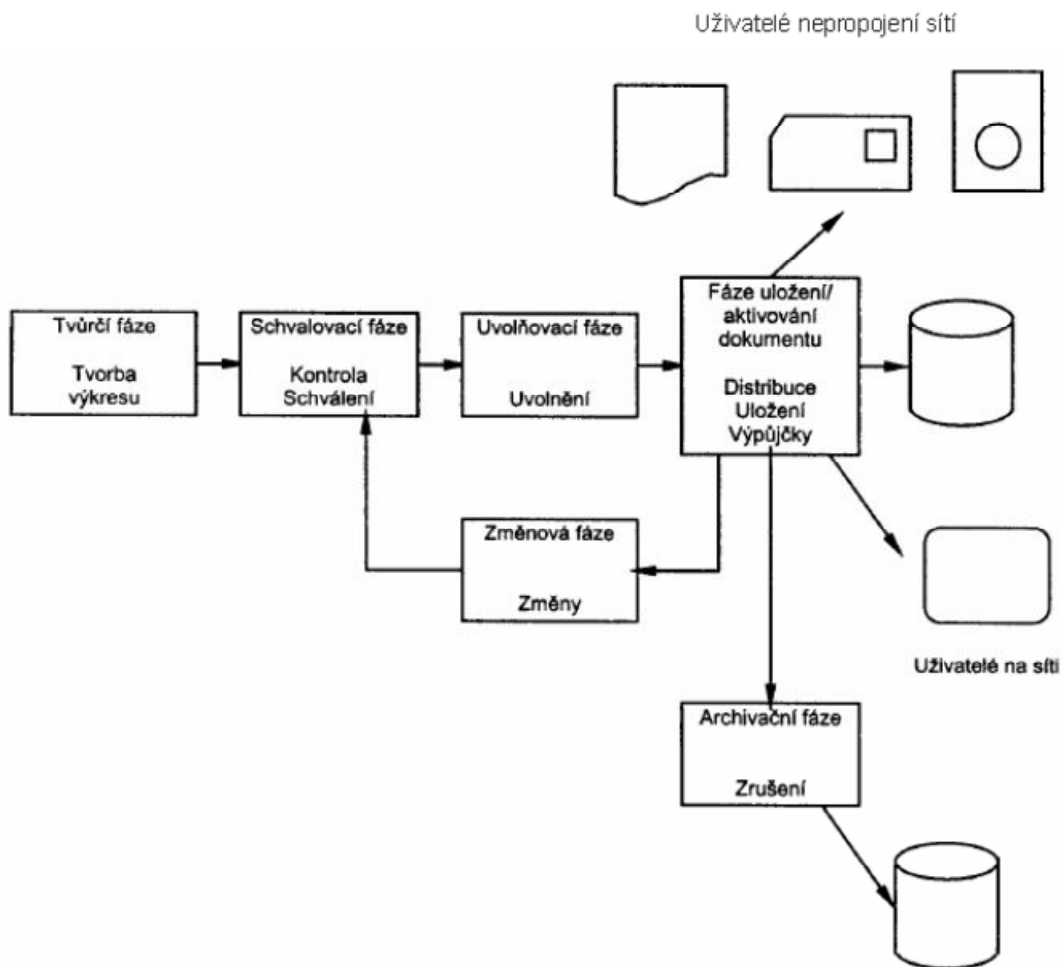 Uživatelé nepropojení sítí
Tvůrčí fáze
Tvorba
výkresu
Schvalovací fáze
Kontrola
Schválení
Uvolňovací fáze
Uvolnění
Fáze uložení/
aktivování
dokumentu
Distribuce
Uložení
Výpůjčky
Změnová fáze
Změny
Uživatelé na síti
Archivační fáze
Zrušení